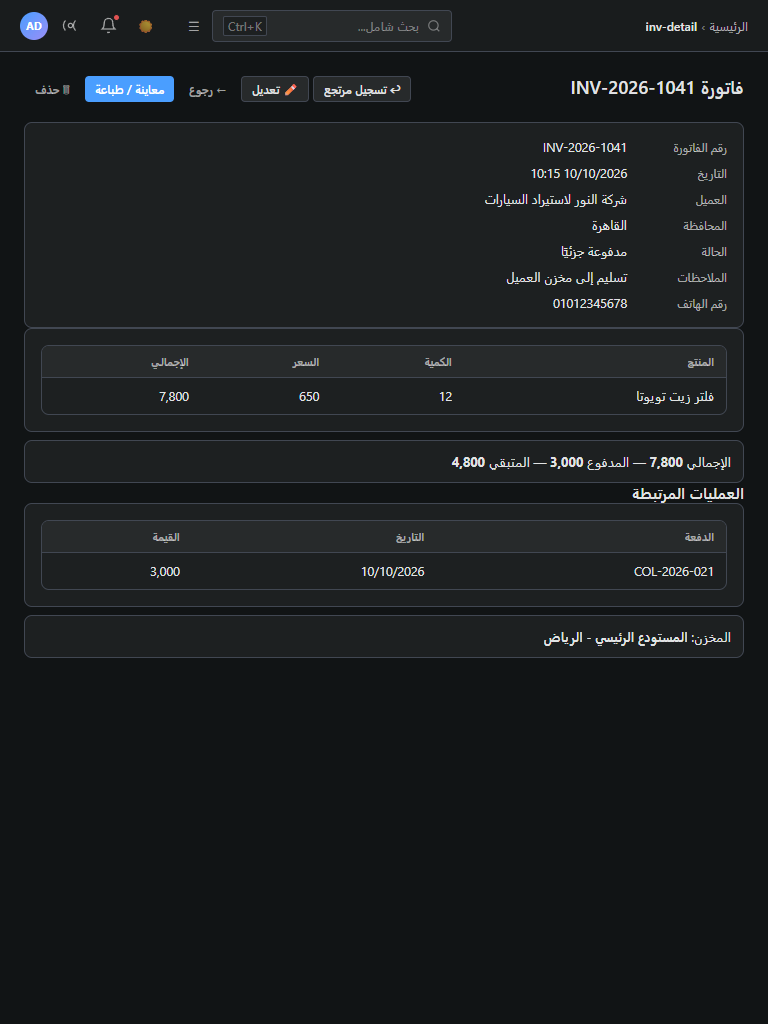 الرئيسية › inv-detail
بحث شامل... Ctrl+K
AD
فاتورة INV-2026-1041
↩ تسجيل مرتجع
تعديل
← رجوع
معاينة / طباعة
حذف
رقم الفاتورة INV-2026-1041
التاريخ 10/10/2026 10:15
العميل شركة النور لاستيراد السيارات
المحافظة القاهرة
الحالة مدفوعة جزئيًا
الملاحظات تسليم إلى مخزن العميل
رقم الهاتف 01012345678
المنتج الكمية السعر الإجمالي
فلتر زيت تويوتا 12 650 7,800
الإجمالي 7,800 — المدفوع 3,000 — المتبقي 4,800
العمليات المرتبطة
الدفعة التاريخ القيمة
COL-2026-021 10/10/2026 3,000
المخزن: المستودع الرئيسي - الرياض